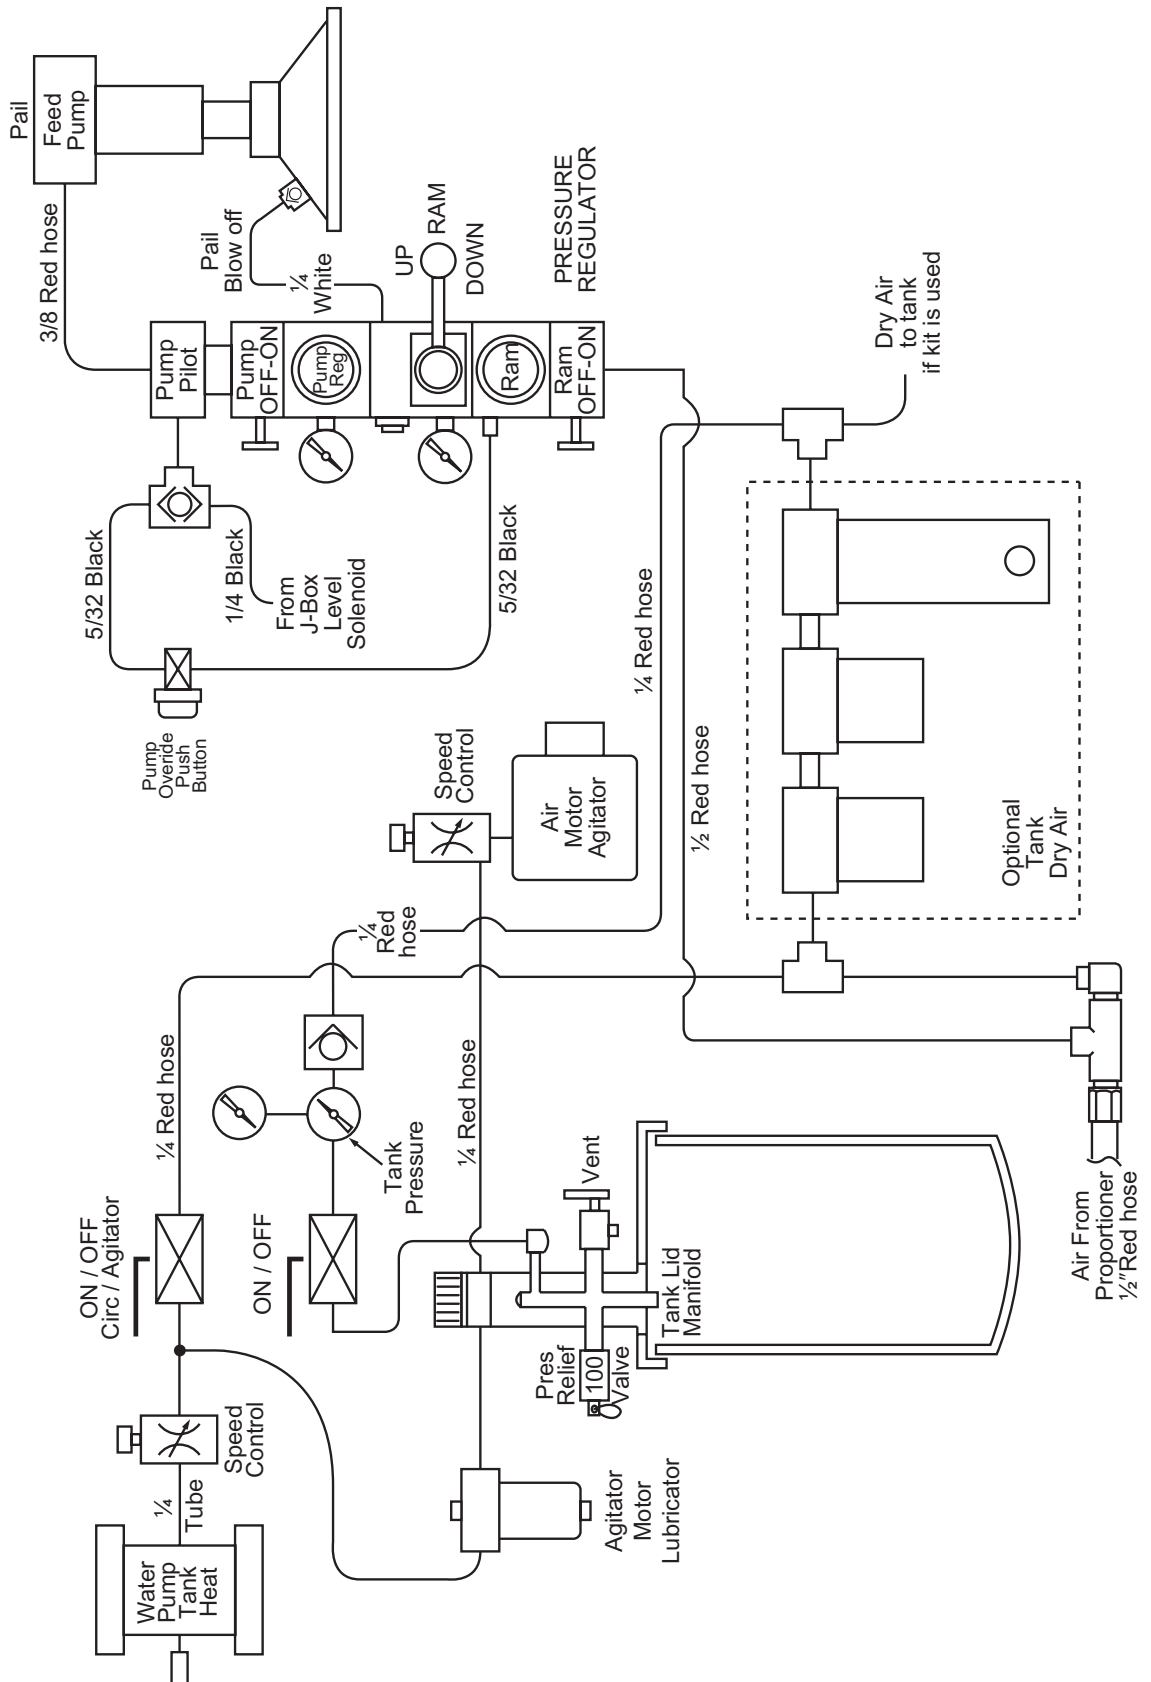 Pail
Feed
Pump
3/8 Red hose
Pail
Blow off
¼
White
UP
RAM
DOWN
PRESSURE
REGULATOR
Pump
Pilot
Pump
OFF-ON
Pump
Reg
Ram
Ram
OFF-ON
5/32 Black
1/4 Black
From
J-Box
Level
Solenoid
5/32 Black
Pump
Overide
Push
Button
Dry Air
to tank
if kit is used
¼ Red hose
½ Red hose
Speed
Control
Air
Motor
Agitator
Optional
Tank
Dry Air
¼
Red
hose
¼ Red hose
¼ Red hose
Tank
Pressure
ON / OFF
Circ / Agitator
ON / OFF
Vent
Tank Lid
Manifold
Pres
Relief
100
Valve
Air From
Proportioner
½"Red hose
Speed
Control
¼
Tube
Water
Pump
Tank
Heat
Agitator
Motor
Lubricator